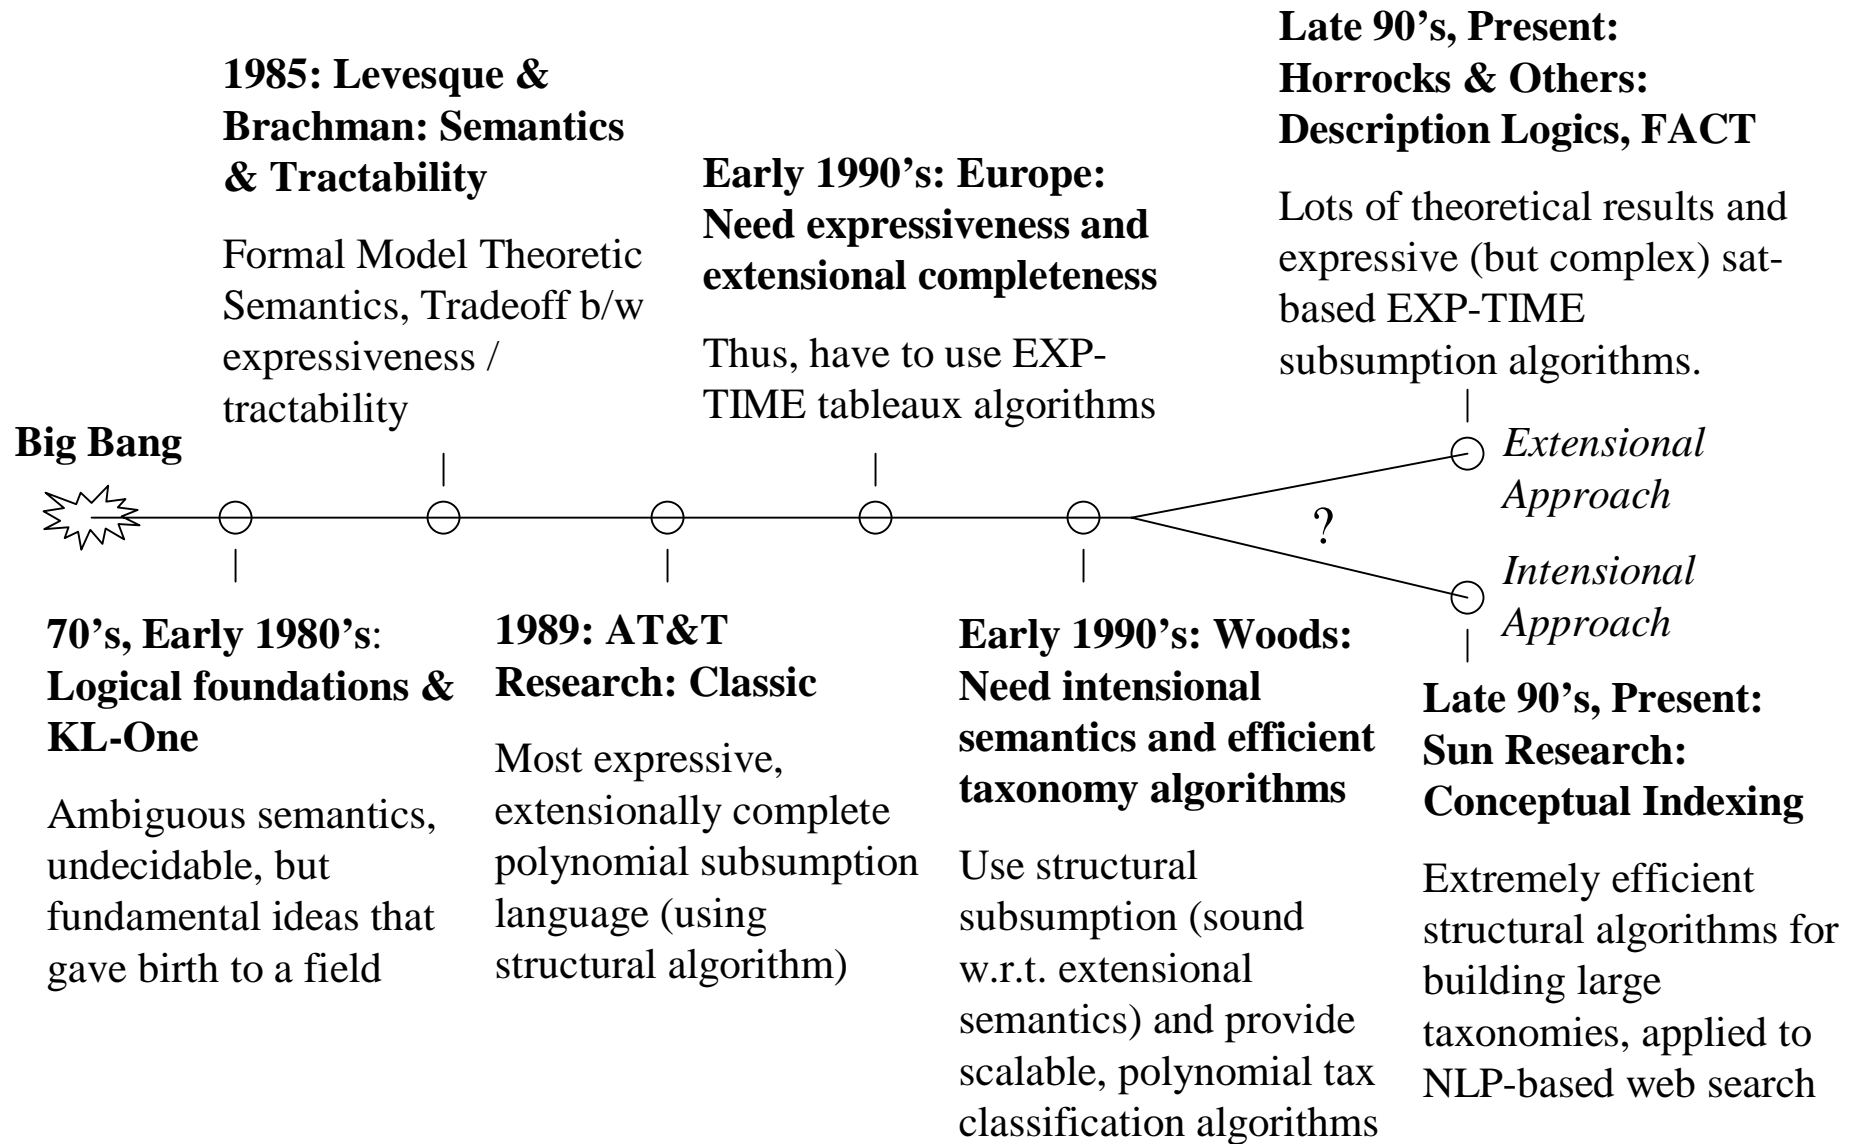 Big Bang
70's, Early 1980's:
Logical foundations &
KL-One
Ambiguous semantics,
undecidable, but
fundamental ideas that
gave birth to a field
1985: Levesque &
Brachman: Semantics
& Tractability
Formal Model Theoretic
Semantics, Tradeoff b/w
expressiveness /
tractability
1989: AT&T
Research: Classic
Most expressive,
extensionally complete
polynomial subsumption
language (using
structural algorithm)
Early 1990's: Europe:
Need expressiveness and
extensional completeness
Thus, have to use EXP-
TIME tableaux algorithms
Early 1990's: Woods:
Need intensional
semantics and efficient
taxonomy algorithms
Use structural
subsumption (sound
w.r.t. extensional
semantics) and provide
scalable, polynomial tax
classification algorithms
Late 90's, Present:
Horrocks & Others:
Description Logics, FACT
Lots of theoretical results and
expressive (but complex) sat-
based EXP-TIME
subsumption algorithms.
Extensional
Approach
?
Intensional
Approach
Late 90's, Present:
Sun Research:
Conceptual Indexing
Extremely efficient
structural algorithms for
building large
taxonomies, applied to
NLP-based web search